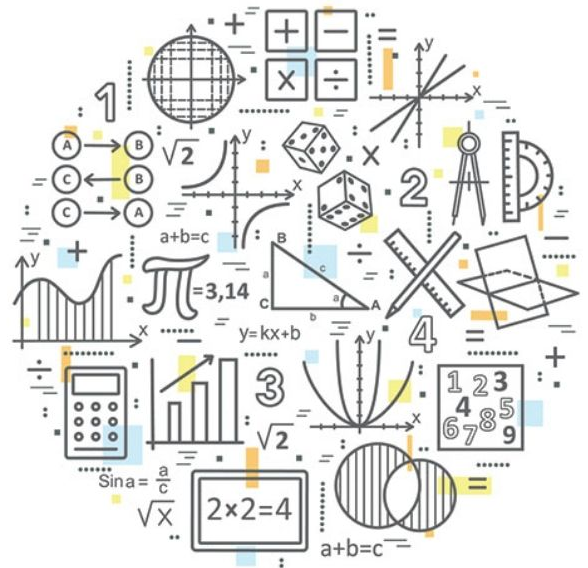 +
+ −
× ÷
=
y
x
1
A B
C B
C A
√2
y
x
a+b=c
×
2
+
y
x
π=3,14
B
a c
C b a A
÷
−
y=kx+b
4
=
+
÷
−
3
√2
y
x
1 2 3
4 5
6 7 8 9
Sina= a/c
√x
2×2=4
=
a+b=c